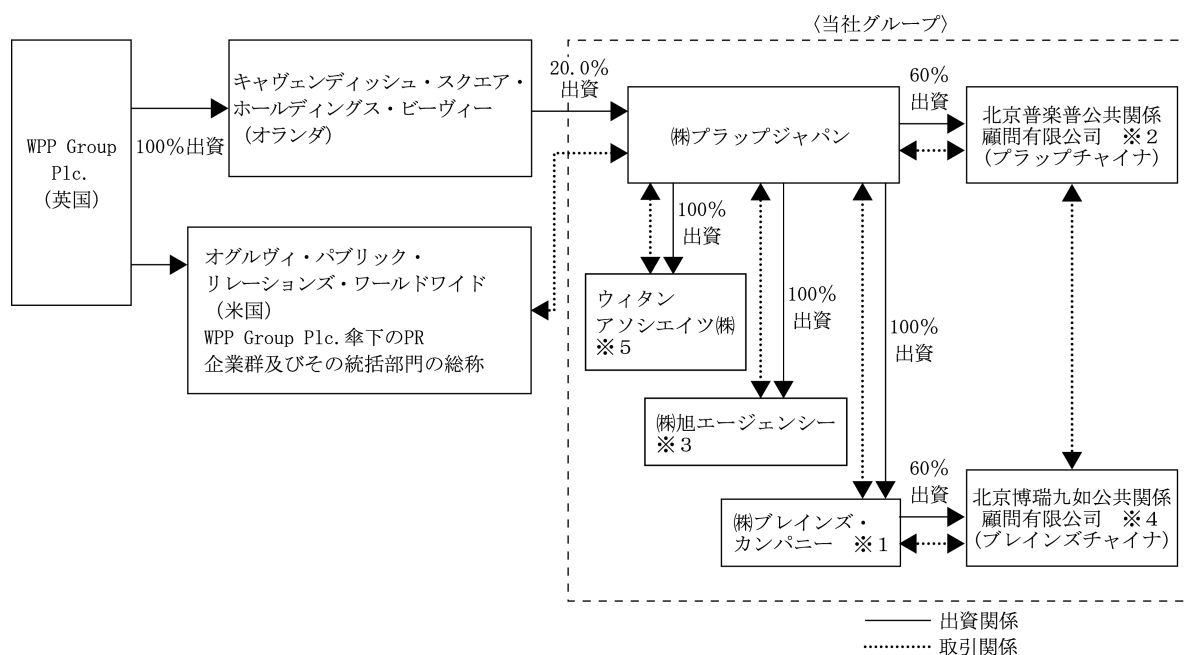 〈当社グループ〉
WPP Group
Plc.
(英国)
100%出資
キャヴェンディッシュ・スクエア・
ホールディングス・ビーヴィー
(オランダ)
20.0%
出資
㈱プラップジャパン
60%
出資
北京普楽普公共関係
顧問有限公司 ※2
(プラップチャイナ)
オグルヴィ・パブリック・
リレーションズ・ワールドワイド
(米国)
WPP Group Plc.傘下のPR
企業群及びその統括部門の総称
100%
出資
ウィタン
アソシエイツ㈱
※5
100%
出資
㈱旭エージェンシー
※3
100%
出資
㈱ブレインズ・
カンパニー ※1
60%
出資
北京博瑞九如公共関係
顧問有限公司 ※4
(ブレインズチャイナ)
出資関係
取引関係